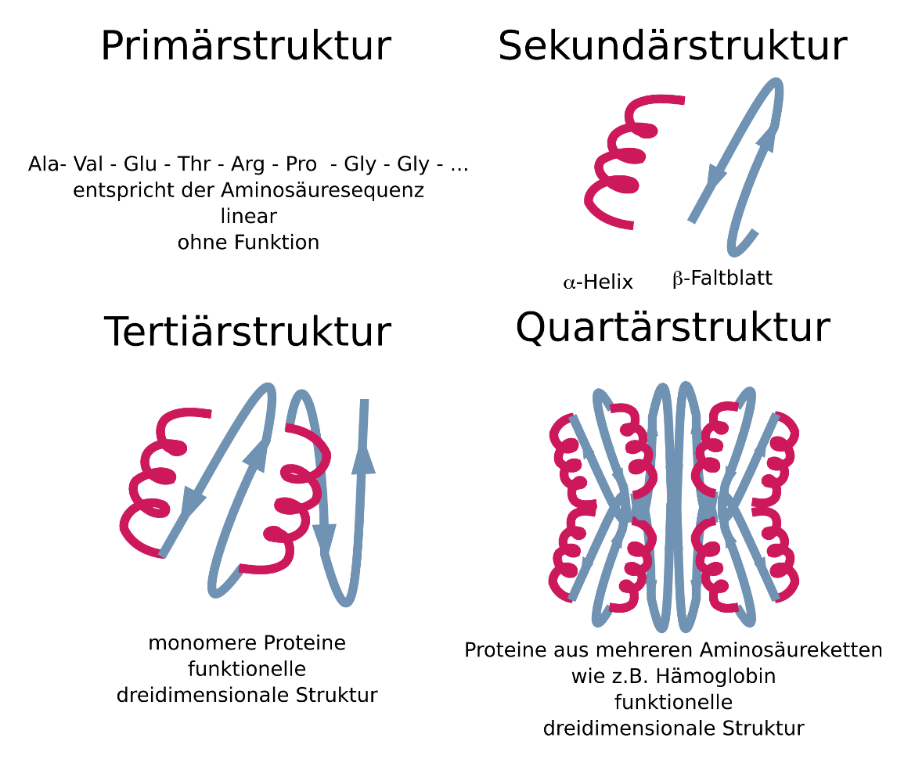 Primärstruktur
Ala- Val - Glu - Thr - Arg - Pro  - Gly - Gly - ...
entspricht der Aminosäuresequenz
linear
ohne Funktion
Sekundärstruktur
α-Helix
β-Faltblatt
Tertiärstruktur
monomere Proteine
funktionelle
dreidimensionale Struktur
Quartärstruktur
Proteine aus mehreren Aminosäureketten
wie z.B. Hämoglobin
funktionelle
dreidimensionale Struktur